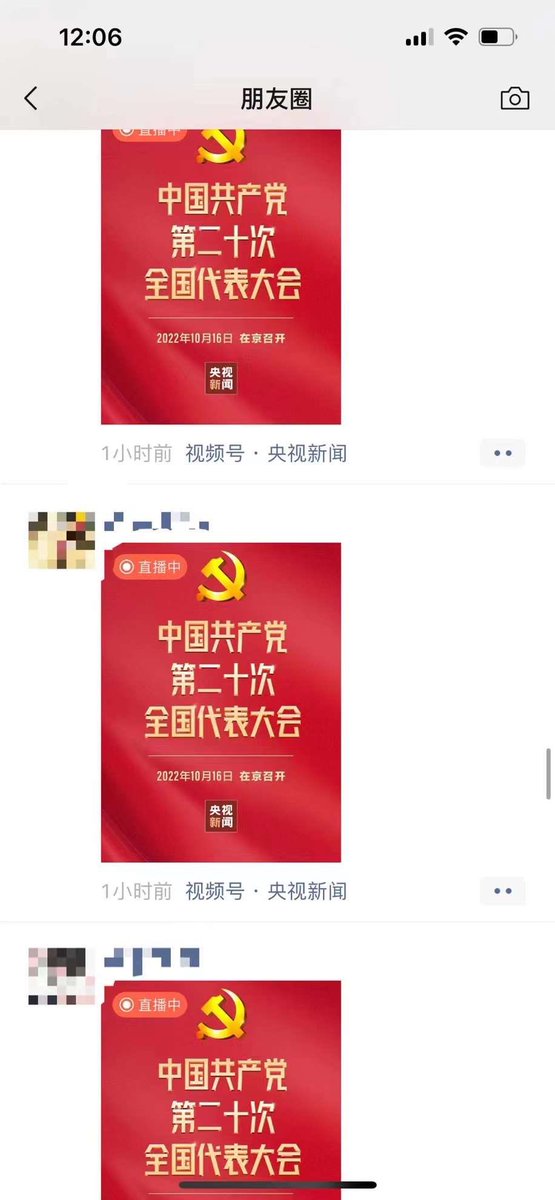 12:06
朋友圈
直播中
中国共产党
第二十次
全国代表大会
2022年10月16日 在京召开
央视
新闻
1小时前 视频号 · 央视新闻
直播中
中国共产党
第二十次
全国代表大会
2022年10月16日 在京召开
央视
新闻
1小时前 视频号 · 央视新闻
直播中
中国共产党
第二十次
全国代表大会